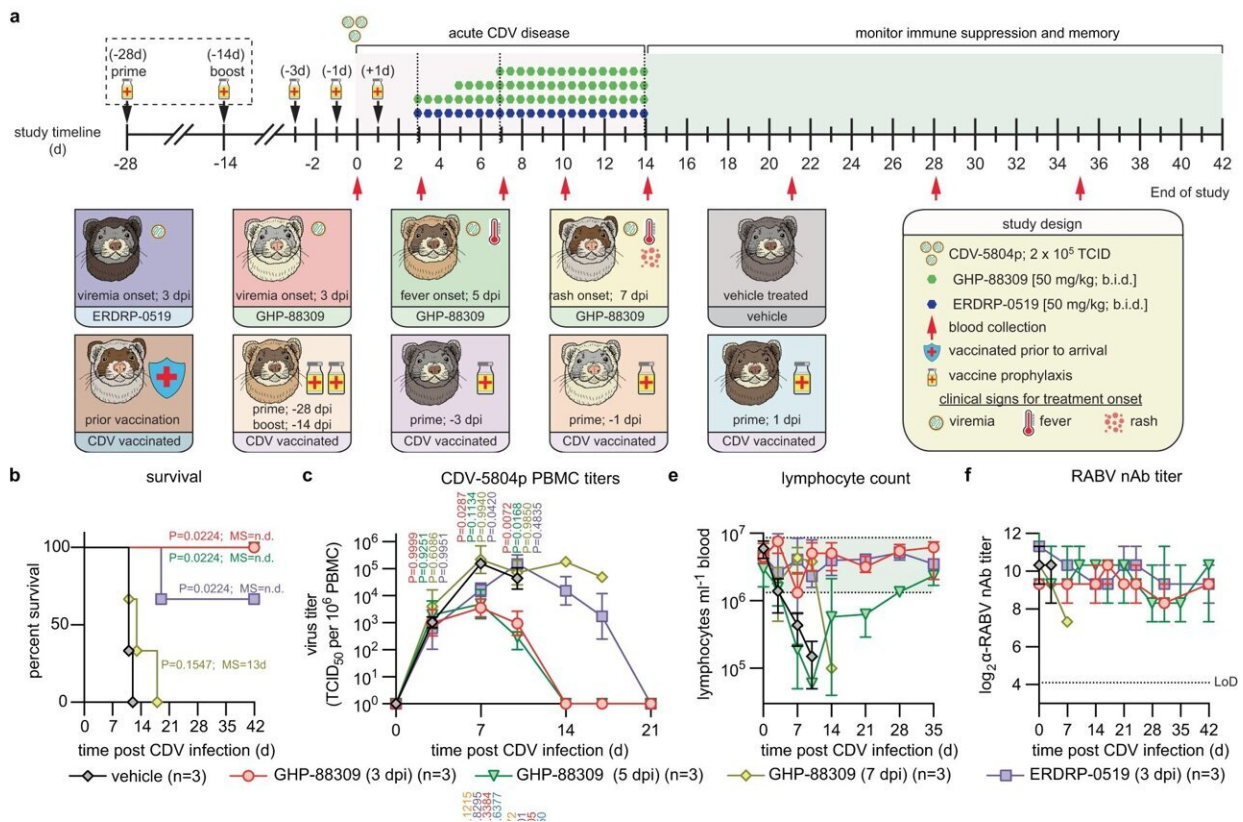 a
acute CDV disease
monitor immune suppression and memory
(-28d)
prime
(-14d)
boost
(-3d)
(-1d)
(+1d)
study timeline
(d)
-28
-14
-2
0
2
4
6
8
10
12
14
16
18
20
22
24
26
28
30
32
34
36
38
40
42
End of study
viremia onset; 3 dpi
ERDRP-0519
viremia onset; 3 dpi
GHP-88309
fever onset; 5 dpi
GHP-88309
rash onset; 7 dpi
GHP-88309
vehicle treated
vehicle
prior vaccination
CDV vaccinated
prime; -28 dpi
boost; -14 dpi
CDV vaccinated
prime; -3 dpi
CDV vaccinated
prime; -1 dpi
CDV vaccinated
prime; 1 dpi
CDV vaccinated
study design
CDV-5804p; 2 x 10⁵ TCID
GHP-88309 [50 mg/kg; b.i.d.]
ERDRP-0519 [50 mg/kg; b.i.d.]
blood collection
vaccinated prior to arrival
vaccine prophylaxis
clinical signs for treatment onset
viremia
fever
rash
b
survival
percent survival
100
50
0
P=0.0224; MS=n.d.
P=0.0224; MS=n.d.
P=0.0224; MS=n.d.
P=0.1547; MS=13d
0 7 14 21 28 35 42
time post CDV infection (d)
c
CDV-5804p PBMC titers
P=0.9999
P=0.9251
P=0.6086
P=0.9951
P=0.0287
P=0.1134
P=0.9940
P=0.0420
P=0.0072
P=0.0168
P=0.9850
P=0.4835
virus titer
(TCID₅₀ per 10⁶ PBMC)
10⁶
10⁵
10⁴
10³
10²
10¹
10⁰
0 7 14 21
time post CDV infection (d)
e
lymphocyte count
lymphocytes ml⁻¹ blood
10⁷
10⁶
10⁵
0 7 14 21 28 35
time post CDV infection (d)
f
RABV nAb titer
log₂ α-RABV nAb titer
12
10
8
6
4
LoD
0 7 14 21 28 35 42
time post CDV infection (d)
vehicle (n=3)
GHP-88309 (3 dpi) (n=3)
GHP-88309 (5 dpi) (n=3)
GHP-88309 (7 dpi) (n=3)
ERDRP-0519 (3 dpi) (n=3)
.1215
.8295
.3384
.6377